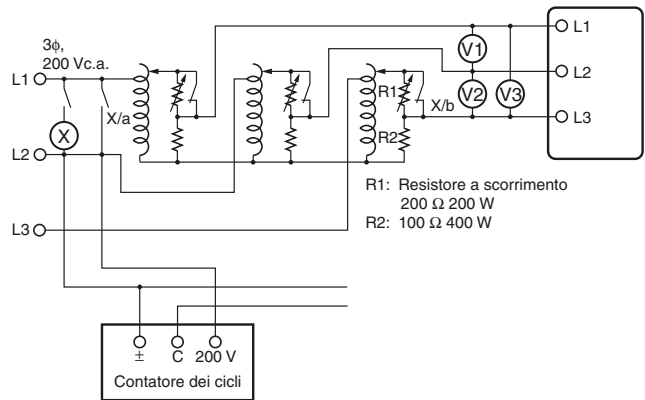 3ϕ,
200 Vc.a.
L1
L2
L3
X
X/a
R1
R2
X/b
V1
V2
V3
L1
L2
L3
R1: Resistore a scorrimento
200 Ω 200 W
R2: 100 Ω 400 W
± C 200 V
Contatore dei cicli